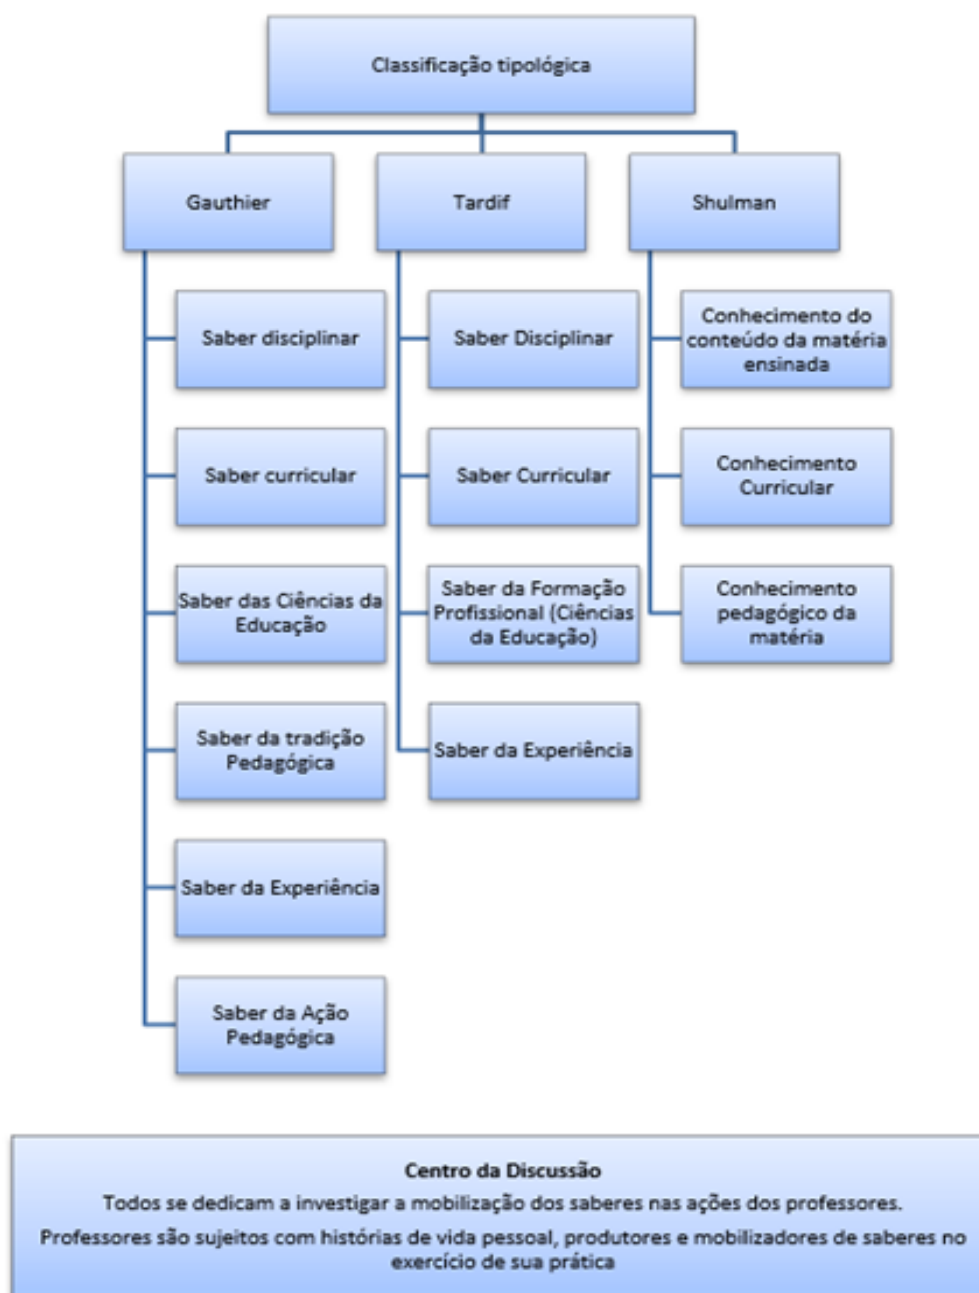 Classificação tipológica
Gauthier
Tardif
Shulman
Saber disciplinar
Saber Disciplinar
Conhecimento do
conteúdo da matéria
ensinada
Saber curricular
Saber Curricular
Conhecimento
Curricular
Saber das Ciências da
Educação
Saber da Formação
Profissional (Ciências
da Educação)
Conhecimento
pedagógico da
matéria
Saber da tradição
Pedagógica
Saber da Experiência
Saber da Experiência
Saber da Ação
Pedagógica
Centro da Discussão
Todos se dedicam a investigar a mobilização dos saberes nas ações dos professores.
Professores são sujeitos com histórias de vida pessoal, produtores e mobilizadores de saberes no
exercício de sua prática